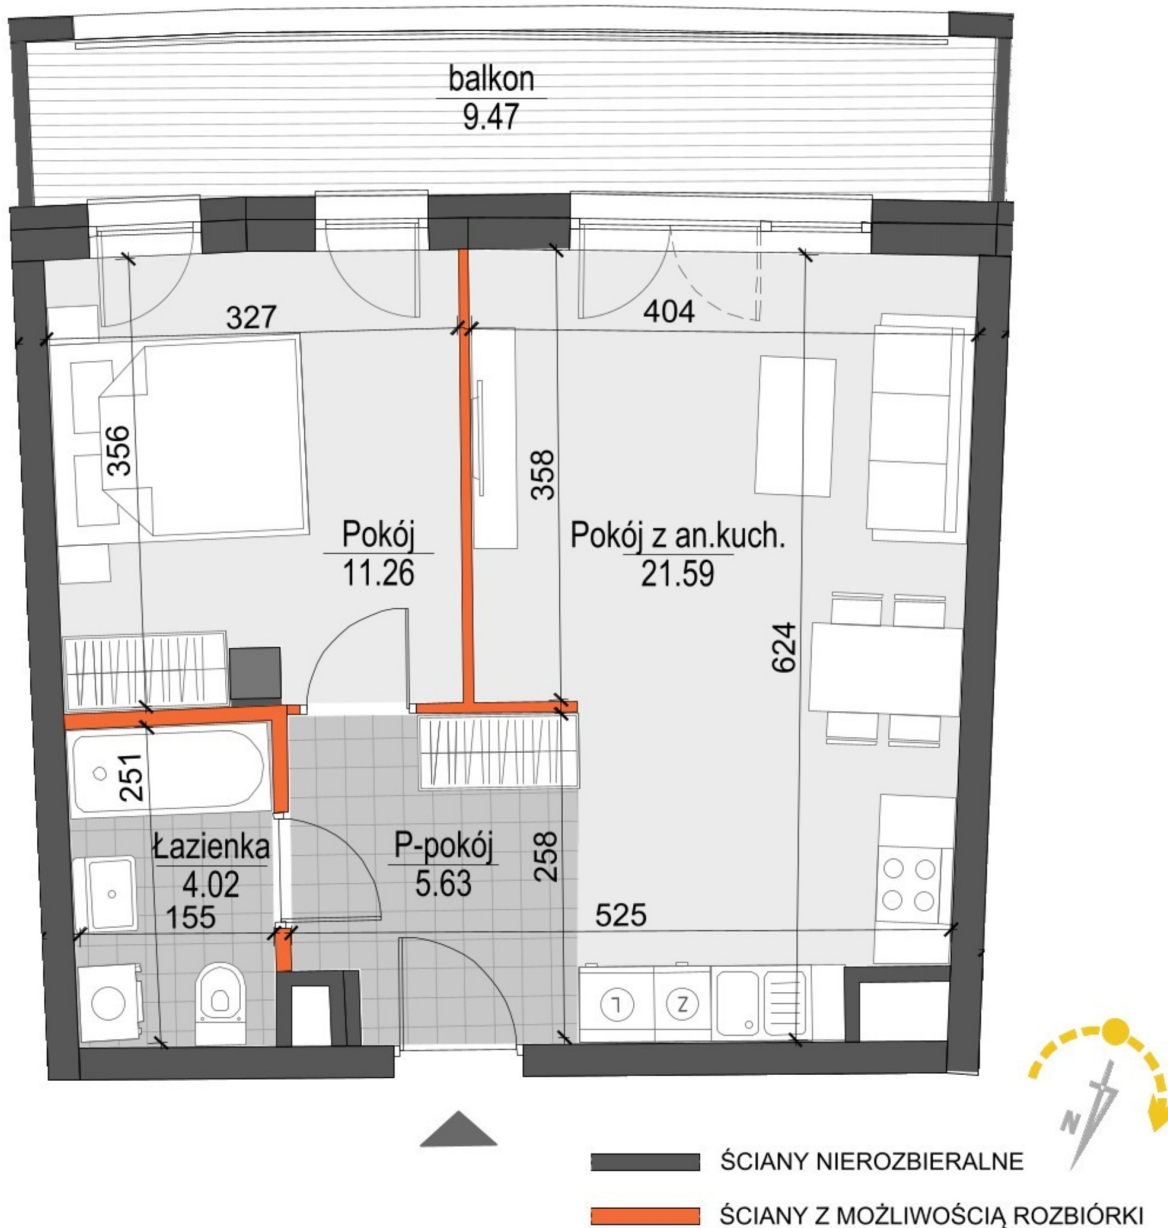 balkon
9.47
327
404
356
358
Pokój
11.26
Pokój z an.kuch.
21.59
624
251
Łazienka
4.02
155
P-pokój
5.63
258
525
L
Z
N
ŚCIANY NIEROZBIERALNE
ŚCIANY Z MOŻLIWOŚCIĄ ROZBIÓRKI